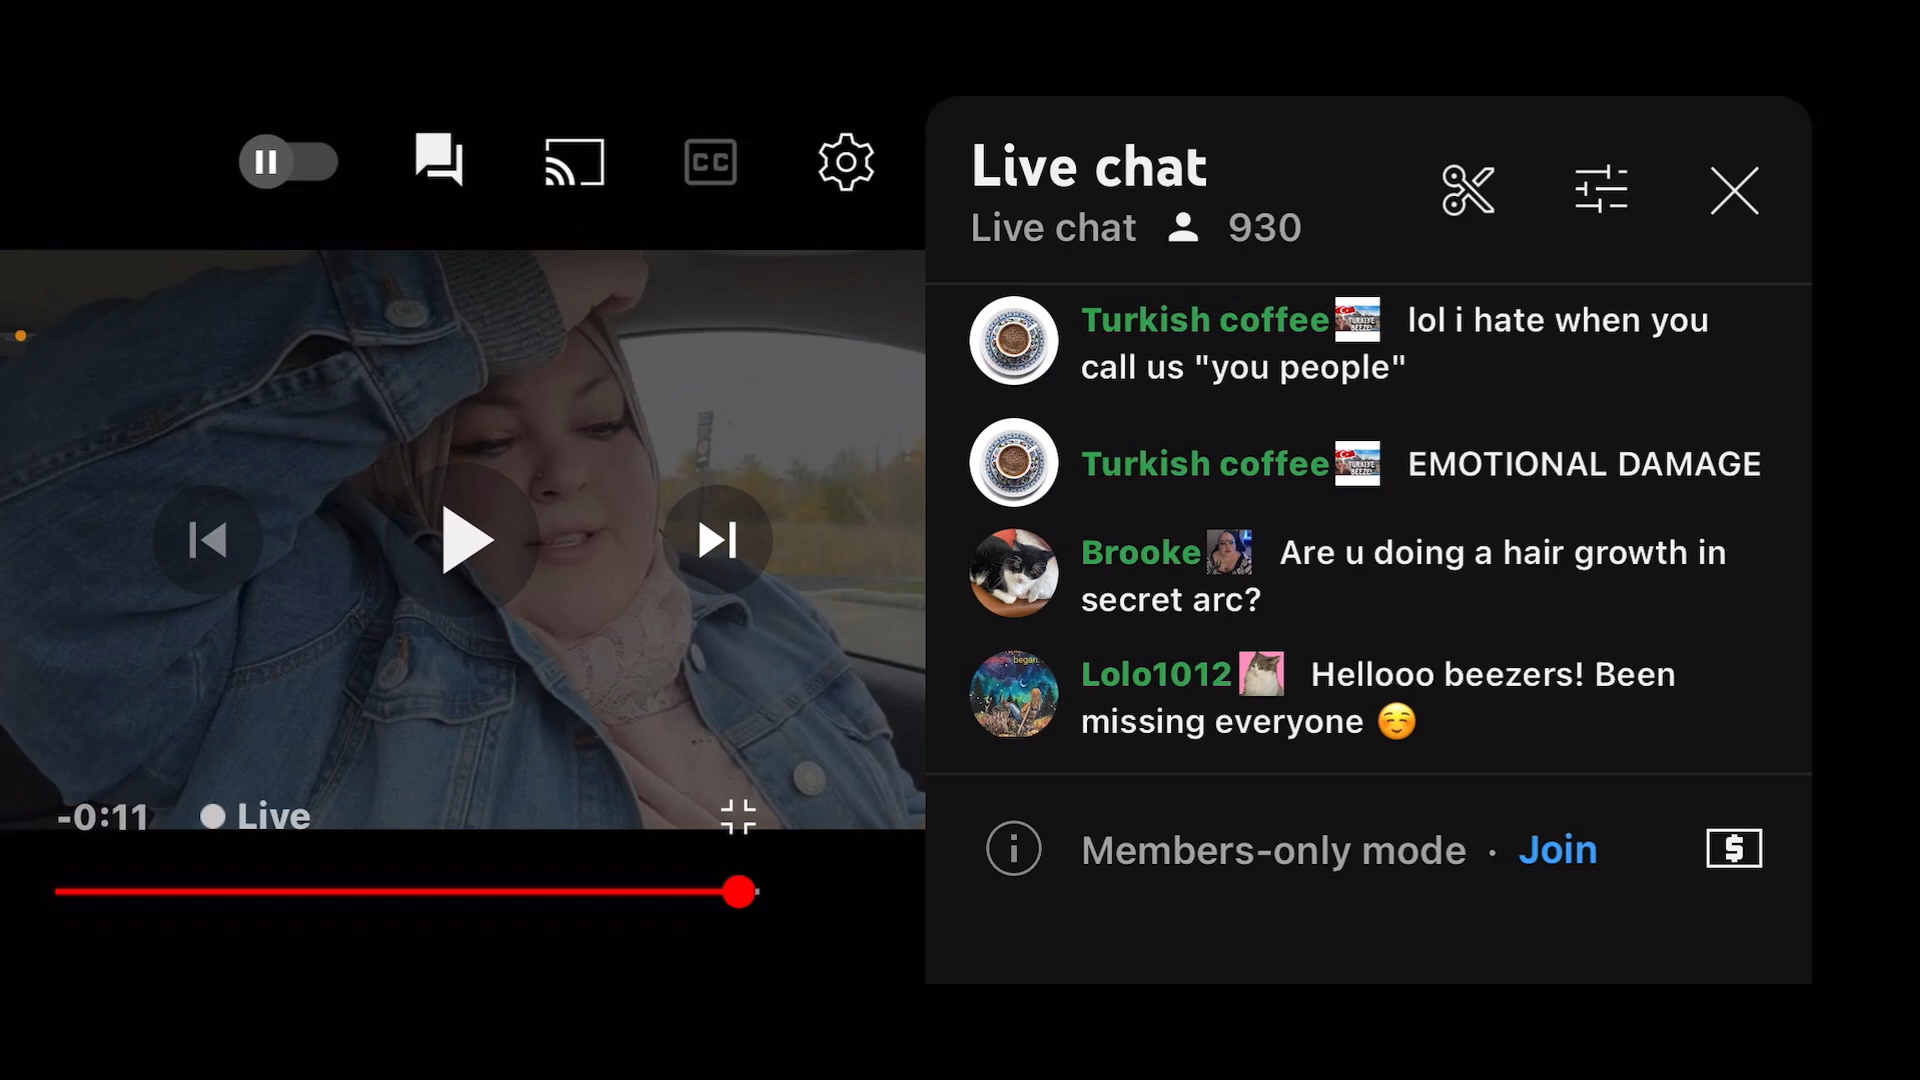 CC
Live chat
Live chat 930
Turkish coffee lol i hate when you
call us "you people"
Turkish coffee EMOTIONAL DAMAGE
Brooke Are u doing a hair growth in
secret arc?
Lolo1012 Hellooo beezers! Been
missing everyone ☺️
-0:11 Live
Members-only mode · Join